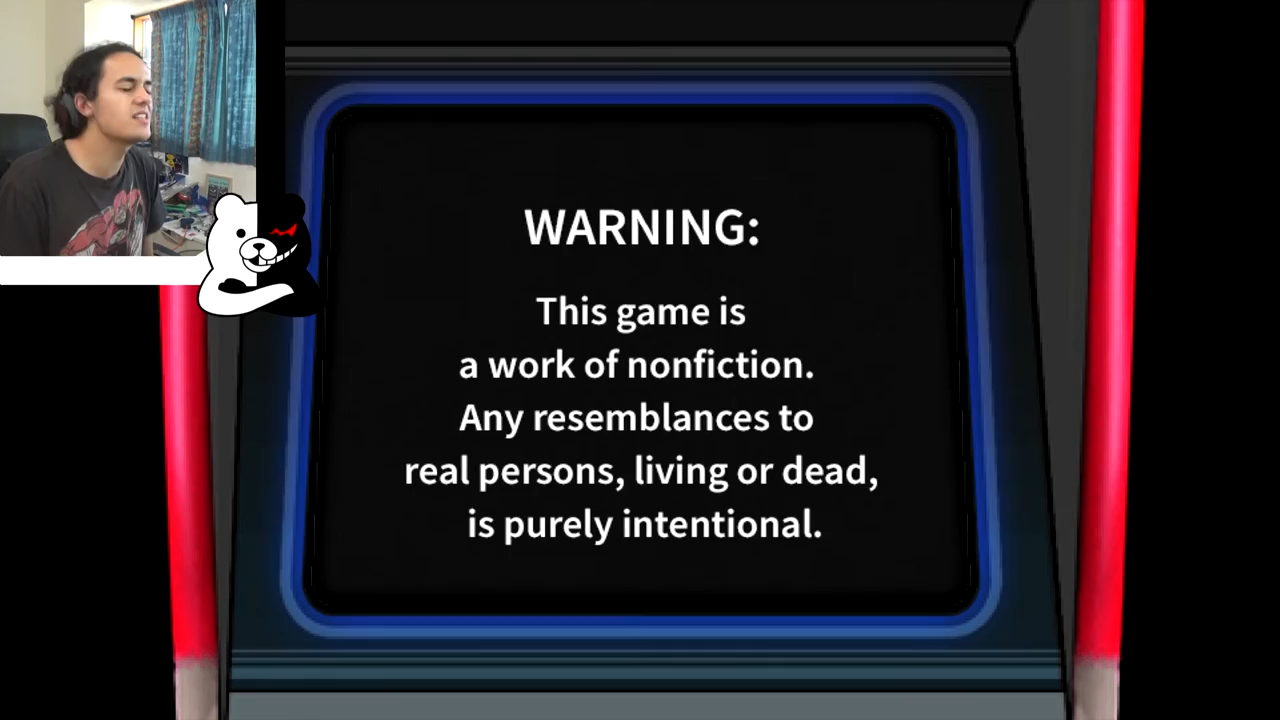 WARNING:
This game is
a work of nonfiction.
Any resemblances to
real persons, living or dead,
is purely intentional.